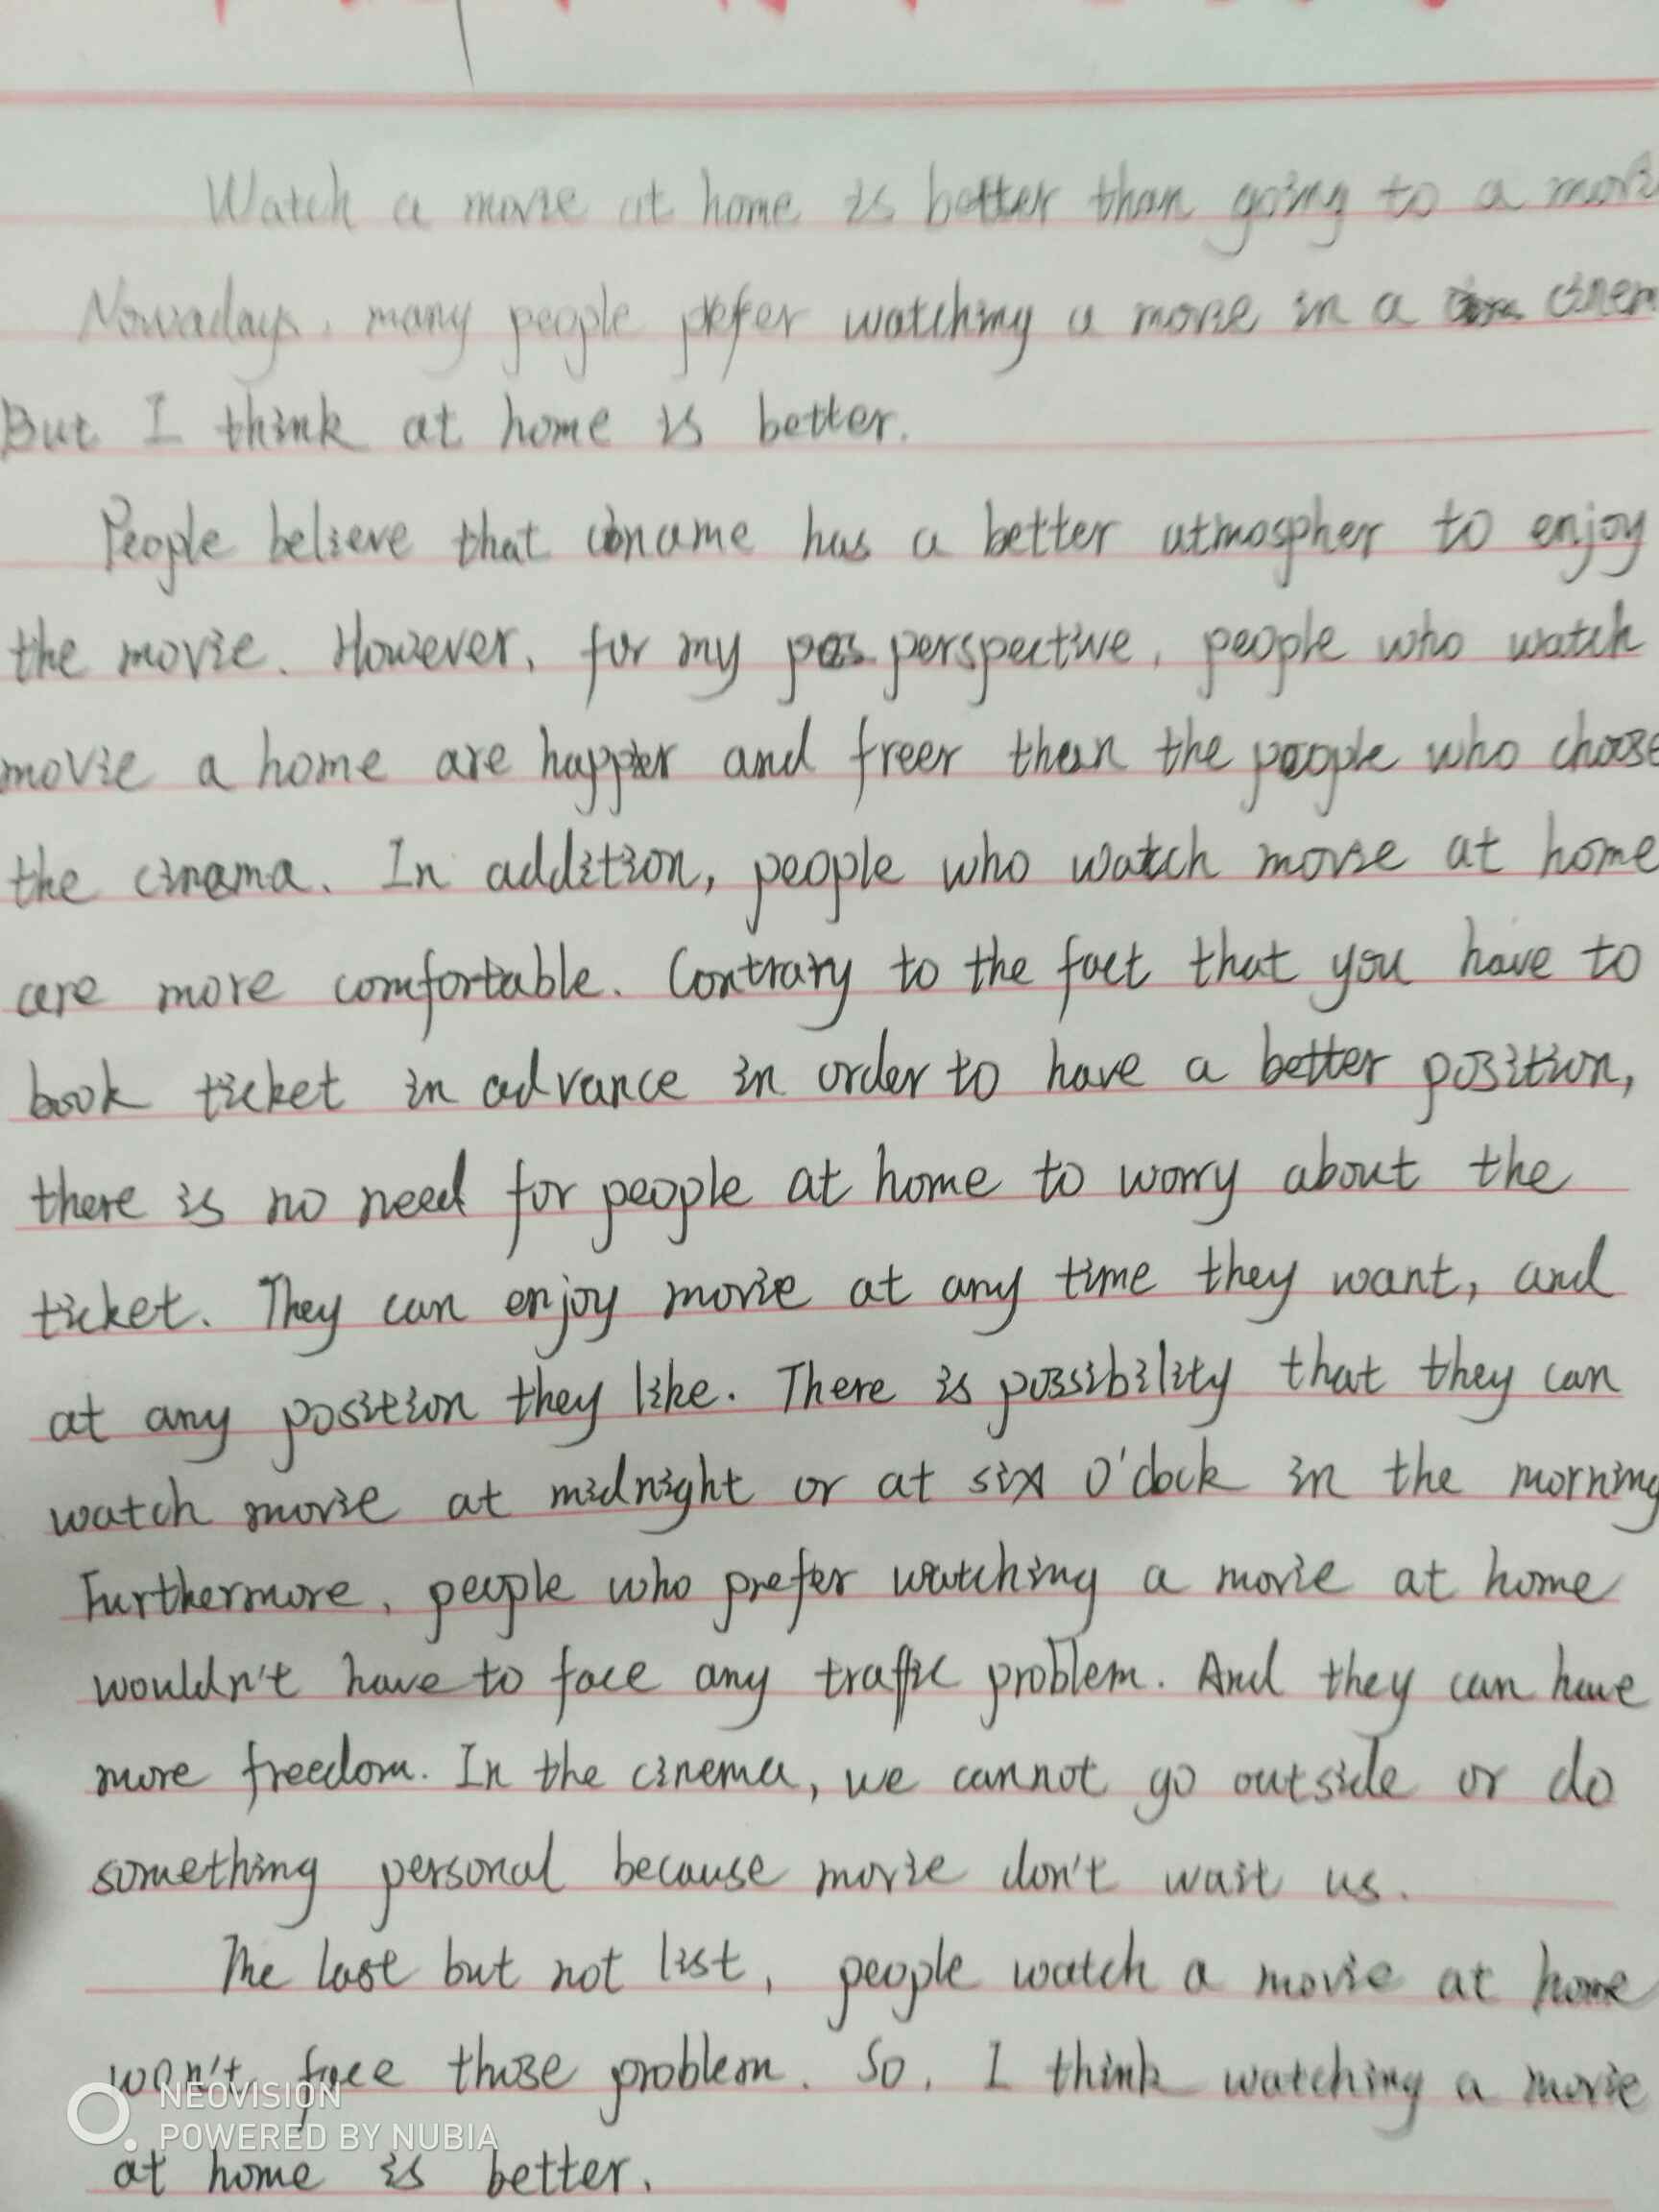 Watch a movie at home is better than going to a movie
Nowadays, many people prefer watching a movie in a cinem
But I think at home is better.
People believe that ciname has a better atmospher to enjoy
the movie. However, for my perspective, people who watch
movie a home are happier and freer than the people who choose
the cinama. In addition, people who watch movie at home
are more comfortable. Contrary to the fact that you have to
book ticket in advance in order to have a better position,
there is no need for people at home to worry about the
ticket. They can enjoy movie at any time they want, and
at any position they like. There is possibility that they can
watch movie at midnight or at six o'clock in the morning
Furthermore, people who prefer watching a movie at home
wouldn't have to face any traffic problem. And they can have
more freedom. In the cinema, we cannot go outside or do
something personal because movie don't wait us.
The last but not list, people watch a movie at home
won't face those problem. So, I think watching a movie
at home is better.
NEOVISION
POWERED BY NUBIA